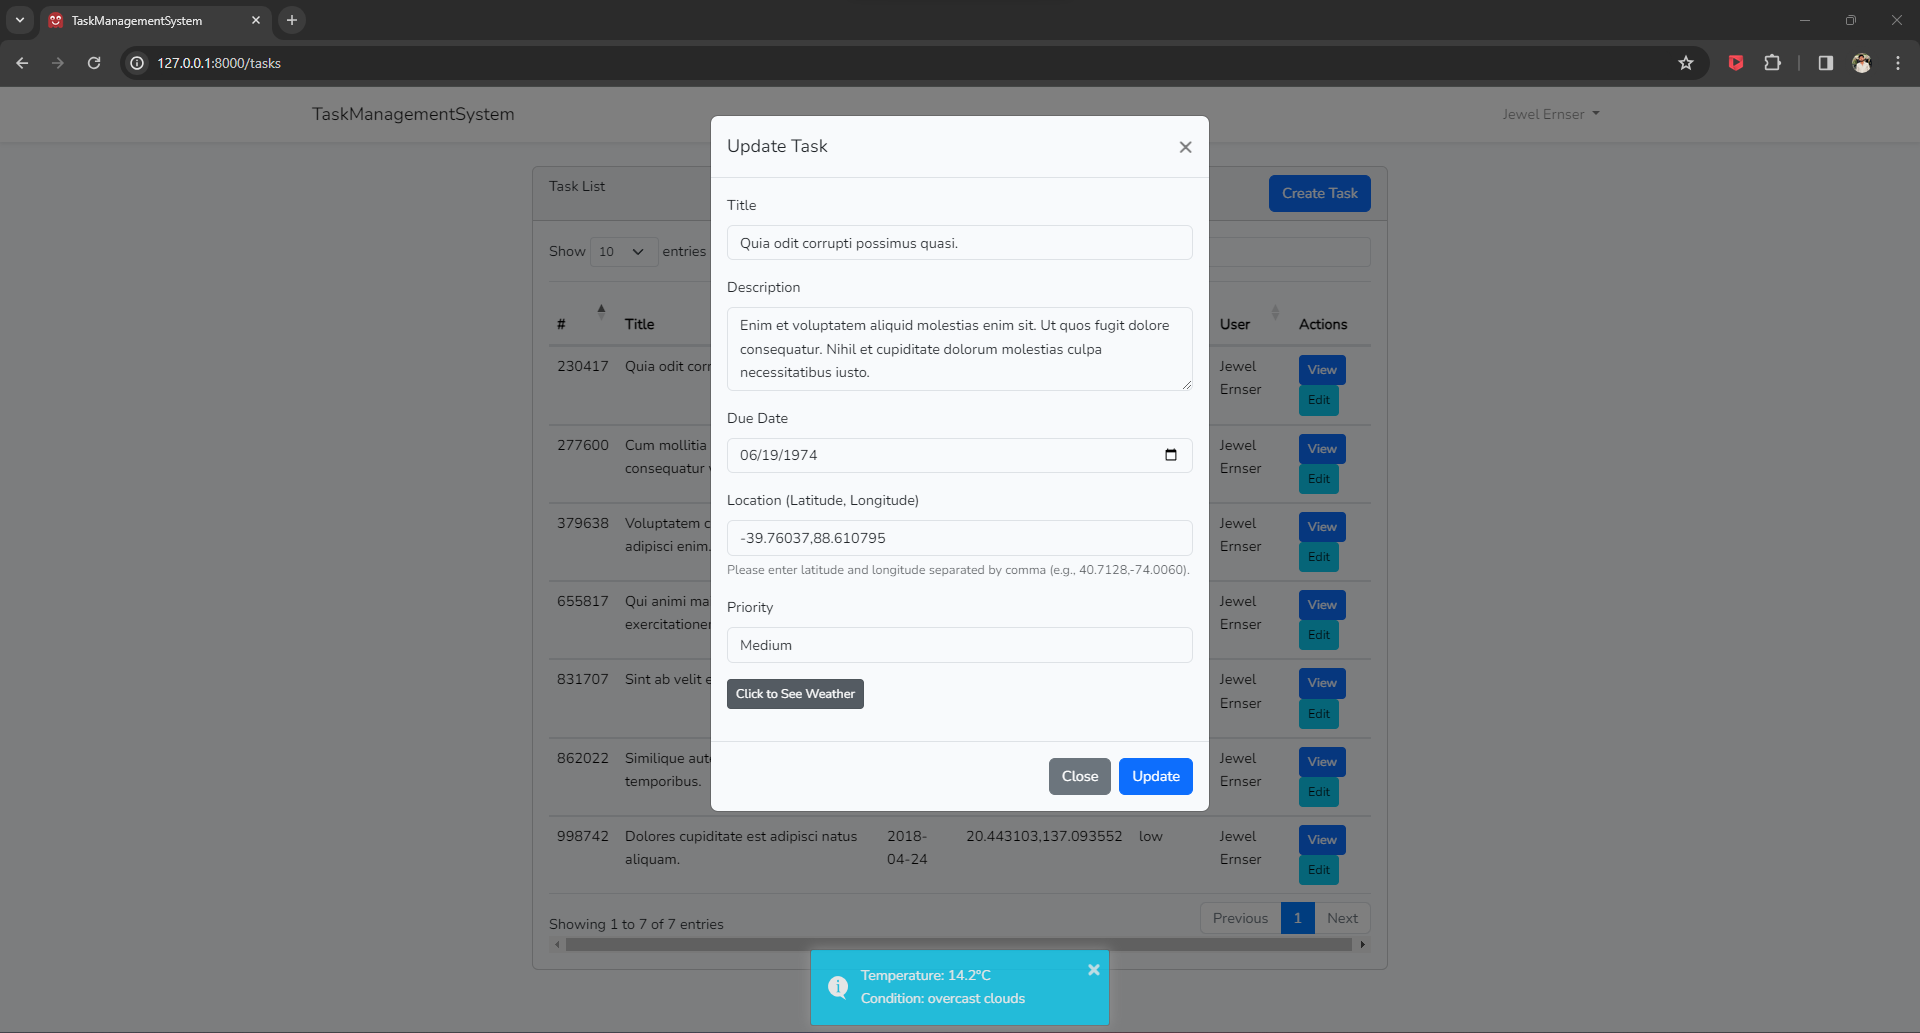 TaskManagementSystem
127.0.0.1:8000/tasks
TaskManagementSystem
Jewel Ernser
Task List
Create Task
Show 10 entries
# Title User Actions
230417 Quia odit corr Jewel Ernser View Edit
277600 Cum mollitia consequatur Jewel Ernser View Edit
379638 Voluptatem c adipisci enim. Jewel Ernser View Edit
655817 Qui animi ma exercitationer Jewel Ernser View Edit
831707 Sint ab velit e Jewel Ernser View Edit
862022 Similique aut temporibus. Jewel Ernser View Edit
998742 Dolores cupiditate est adipisci natus aliquam. 2018-04-24 20.443103,137.093552 low Jewel Ernser View Edit
Showing 1 to 7 of 7 entries
Previous 1 Next
Update Task
Title
Quia odit corrupti possimus quasi.
Description
Enim et voluptatem aliquid molestias enim sit. Ut quos fugit dolore
consequatur. Nihil et cupiditate dolorum molestias culpa
necessitatibus iusto.
Due Date
06/19/1974
Location (Latitude, Longitude)
-39.76037,88.610795
Please enter latitude and longitude separated by comma (e.g., 40.7128,-74.0060).
Priority
Medium
Click to See Weather
Close Update
Temperature: 14.2°C
Condition: overcast clouds